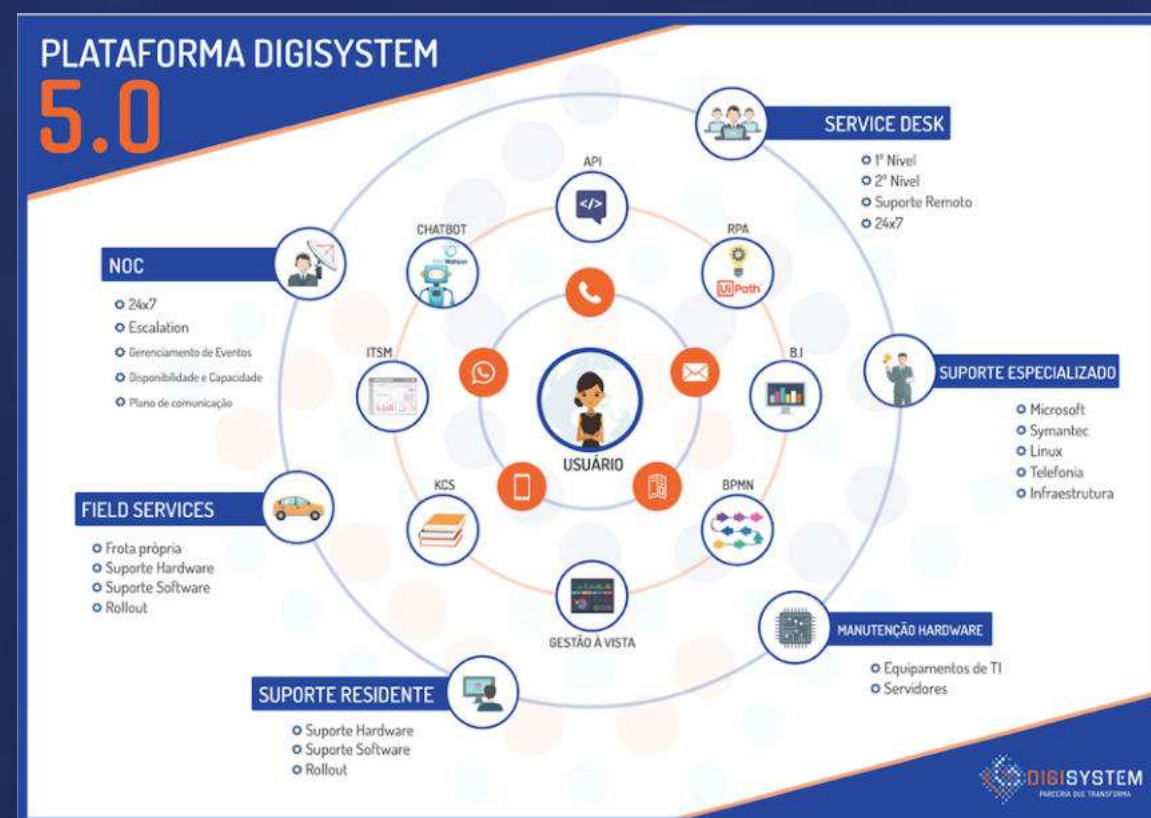 PLATAFORMA DIGISYSTEM
5.0
SERVICE DESK
1º Nível
2º Nível
Suporte Remoto
24x7
API
CHATBOT
Watson
RPA
UiPath
NOC
24x7
Escalation
Gerenciamento de Eventos
Disponibilidade e Capacidade
Plano de comunicação
ITSM
B.I
SUPORTE ESPECIALIZADO
Microsoft
Symantec
Linux
Telefonia
Infraestrutura
USUÁRIO
KCS
BPMN
FIELD SERVICES
Frota própria
Suporte Hardware
Suporte Software
Rollout
GESTÃO À VISTA
MANUTENÇÃO HARDWARE
Equipamentos de TI
Servidores
SUPORTE RESIDENTE
Suporte Hardware
Suporte Software
Rollout
DIGISYSTEM
PARCERIA QUE TRANSFORMA